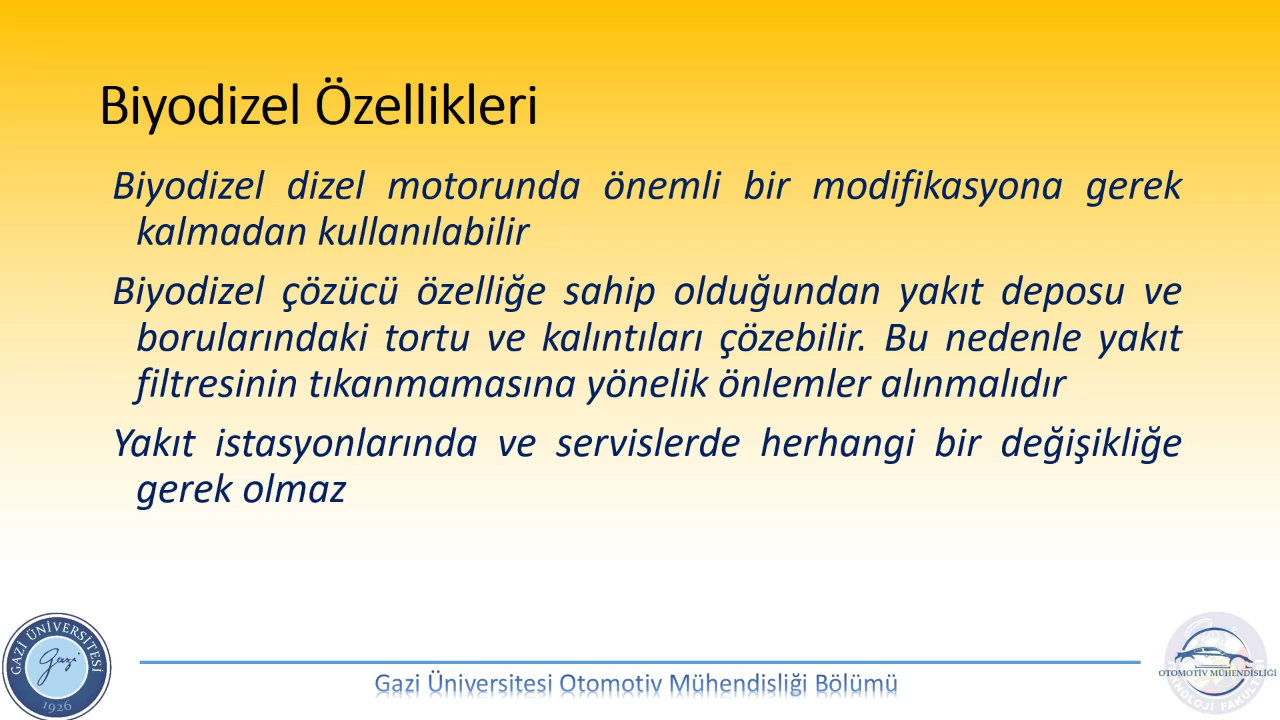 Biyodizel Özellikleri
Biyodizel dizel motorunda önemli bir modifikasyona gerek
kalmadan kullanılabilir
Biyodizel çözücü özelliğe sahip olduğundan yakıt deposu ve
borularındaki tortu ve kalıntıları çözebilir. Bu nedenle yakıt
filtresinin tıkanmamasına yönelik önlemler alınmalıdır
Yakıt istasyonlarında ve servislerde herhangi bir değişikliğe
gerek olmaz
GAZİ ÜNİVERSİTESİ
Gazi
1926
Gazi Üniversitesi Otomotiv Mühendisliği Bölümü
OTOMOTİV MÜHENDİSLİĞİ